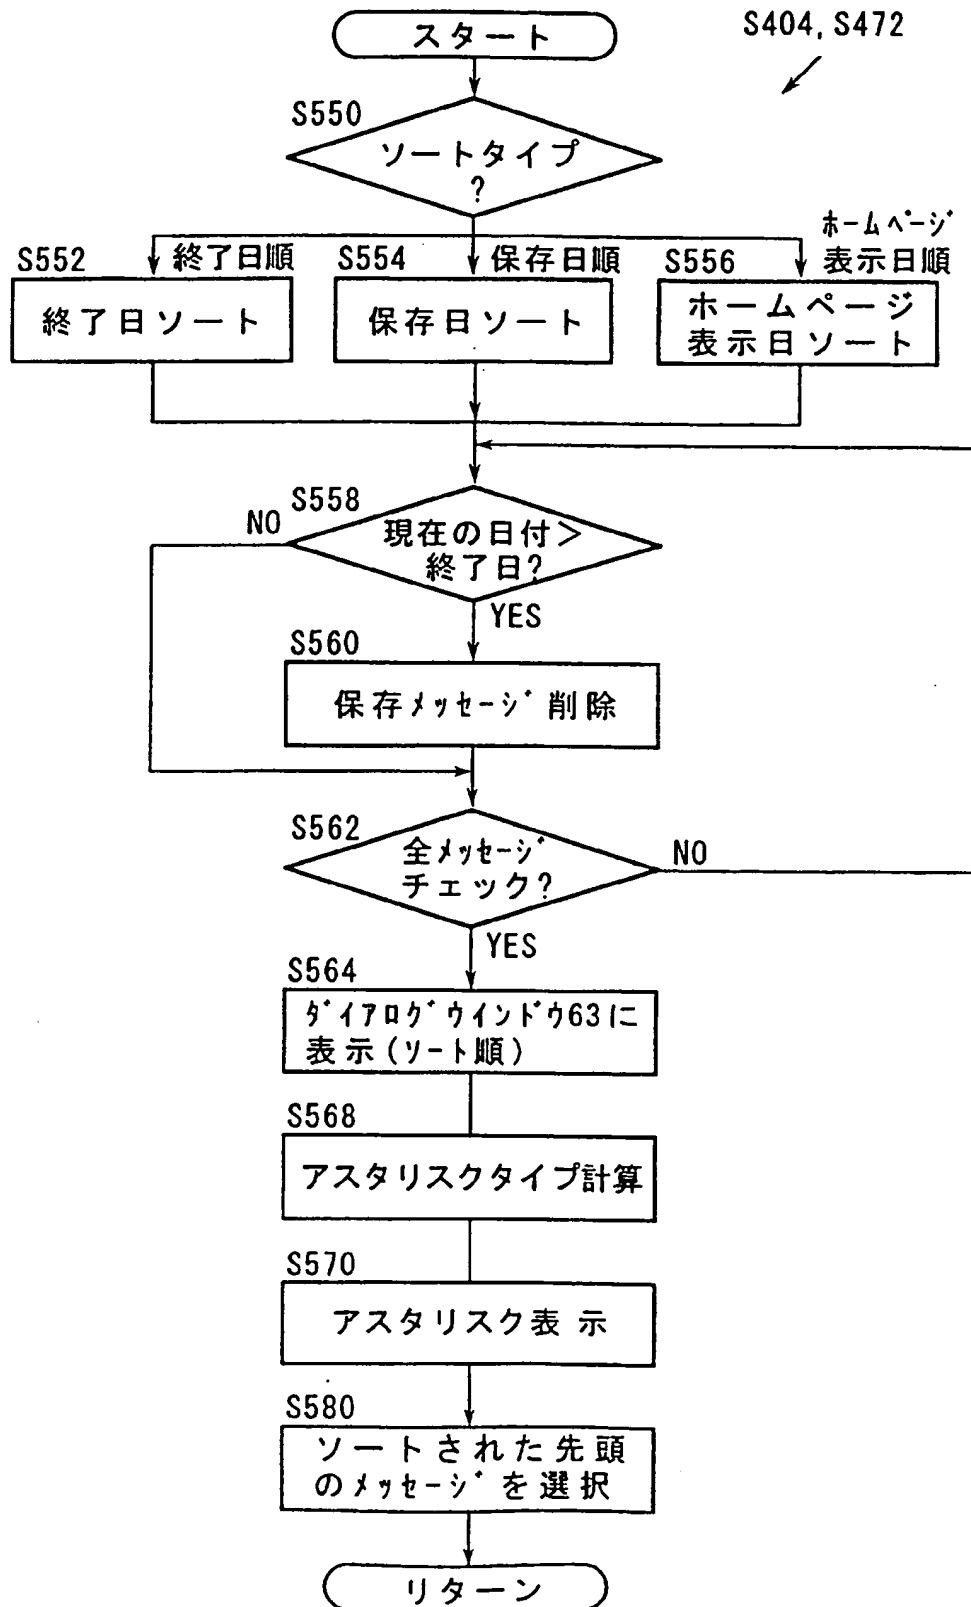 スタート
S404, S472
S550
ソートタイプ
?
S552
終了日順
S554
保存日順
S556
ホームページ
表示日順
終了日ソート
保存日ソート
ホームページ
表示日ソート
S558
NO
現在の日付>
終了日?
YES
S560
保存メッセージ削除
S562
全メッセージ
チェック?
NO
YES
S564
ダイアログウインドウ63に
表示(ソート順)
S568
アスタリスクタイプ計算
S570
アスタリスク表示
S580
ソートされた先頭
のメッセージを選択
リターン